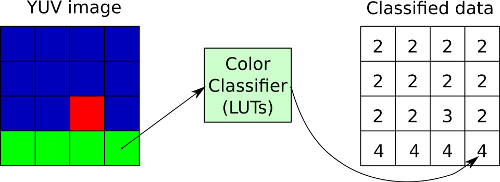 YUV image
Classified data
Color
Classifier
(LUTs)
2 2 2 2
2 2 2 2
2 2 3 2
4 4 4 4